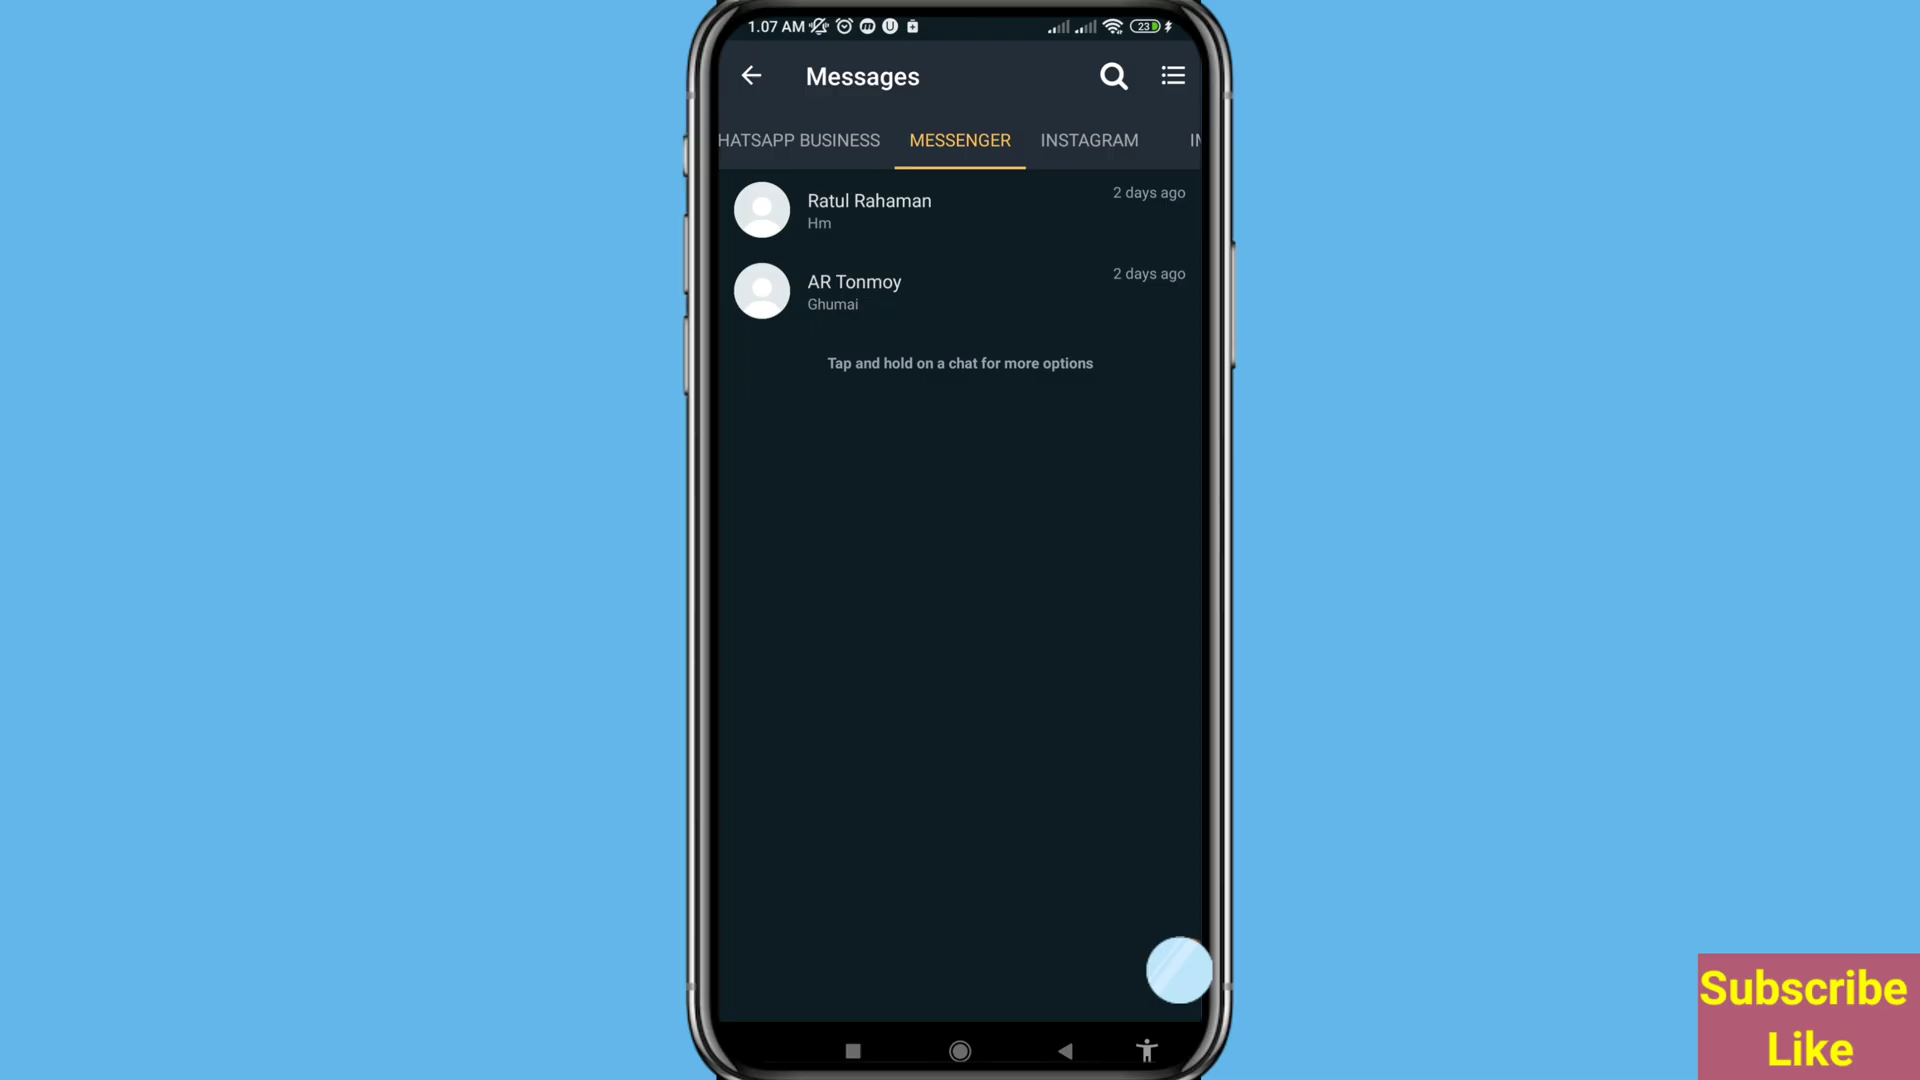 1.07 AM
23
Messages
HATSAPP BUSINESS
MESSENGER
INSTAGRAM
Ratul Rahaman
2 days ago
Hm
AR Tonmoy
2 days ago
Ghumai
Tap and hold on a chat for more options
Subscribe
Like